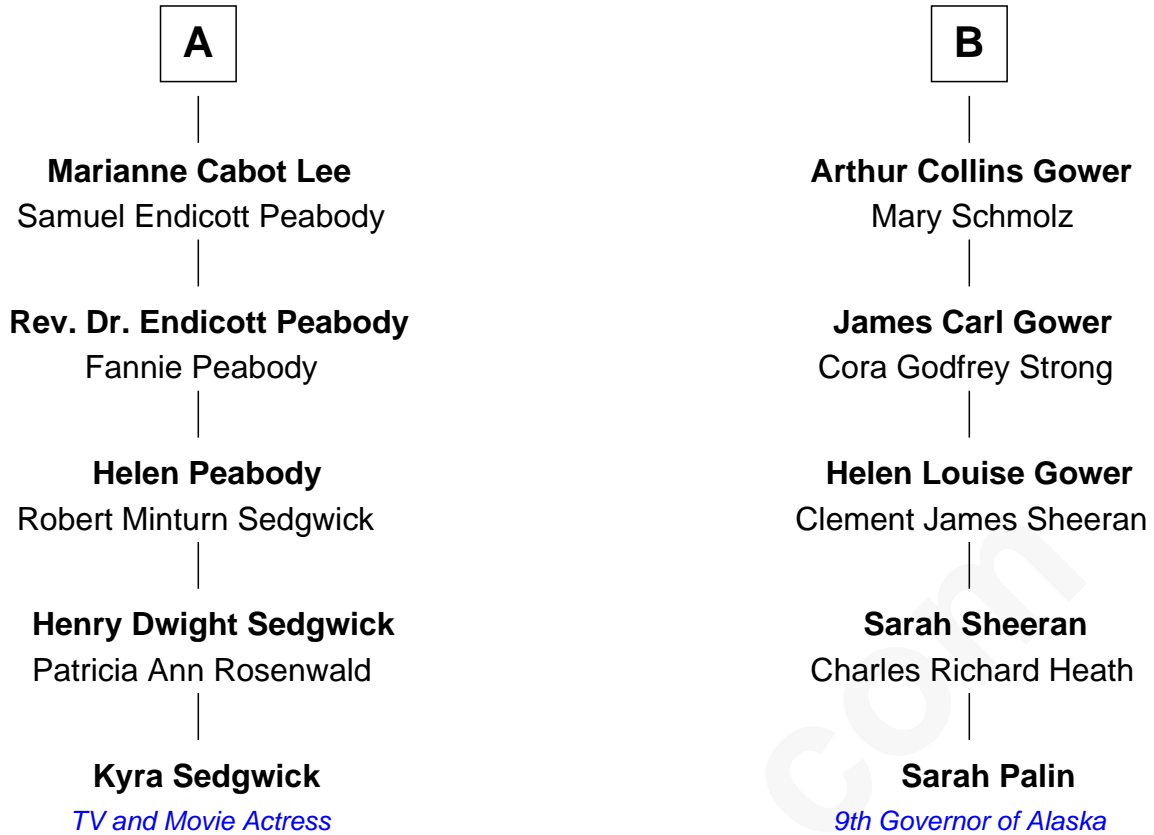 A
Marianne Cabot Lee
Samuel Endicott Peabody
Rev. Dr. Endicott Peabody
Fannie Peabody
Helen Peabody
Robert Minturn Sedgwick
Henry Dwight Sedgwick
Patricia Ann Rosenwald
Kyra Sedgwick
TV and Movie Actress
B
Arthur Collins Gower
Mary Schmolz
James Carl Gower
Cora Godfrey Strong
Helen Louise Gower
Clement James Sheeran
Sarah Sheeran
Charles Richard Heath
Sarah Palin
9th Governor of Alaska
com